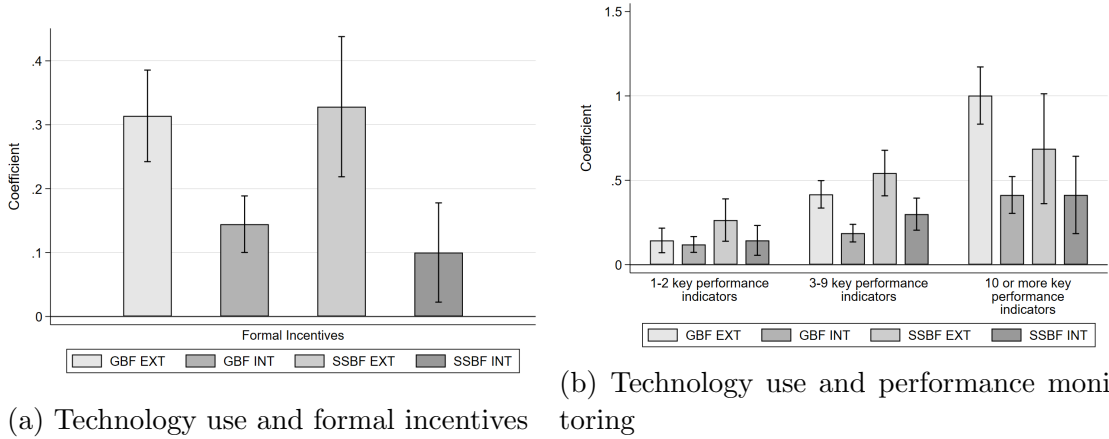 .4
.3
.2
.1
0
Coefficient
Formal Incentives
GBF EXT GBF INT SSBF EXT SSBF INT
(a) Technology use and formal incentives
1.5
1
.5
0
Coefficient
1-2 key performance
indicators
3-9 key performance
indicators
10 or more key
performance
indicators
GBF EXT GBF INT SSBF EXT SSBF INT
(b) Technology use and performance moni
toring